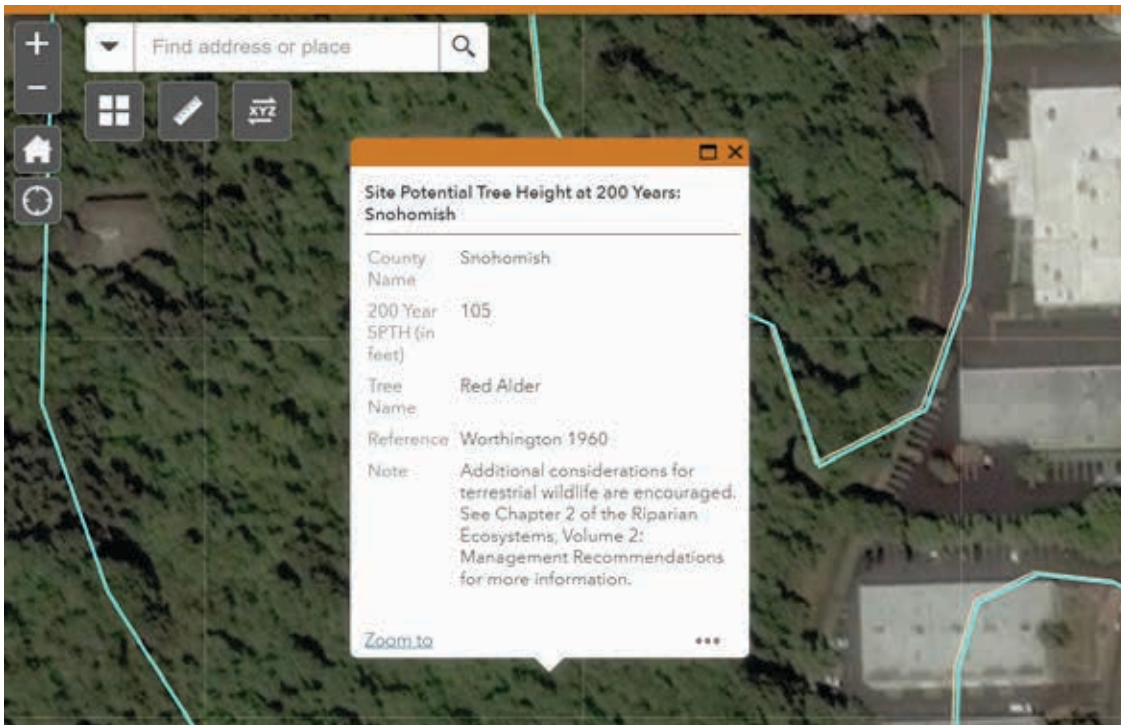 Find address or place
XYZ
Site Potential Tree Height at 200 Years:
Snohomish
County Name Snohomish
200 Year SPTH (in feet) 105
Tree Name Red Alder
Reference Worthington 1960
Note Additional considerations for
terrestrial wildlife are encouraged.
See Chapter 2 of the Riparian
Ecosystems, Volume 2:
Management Recommendations
for more information.
Zoom to